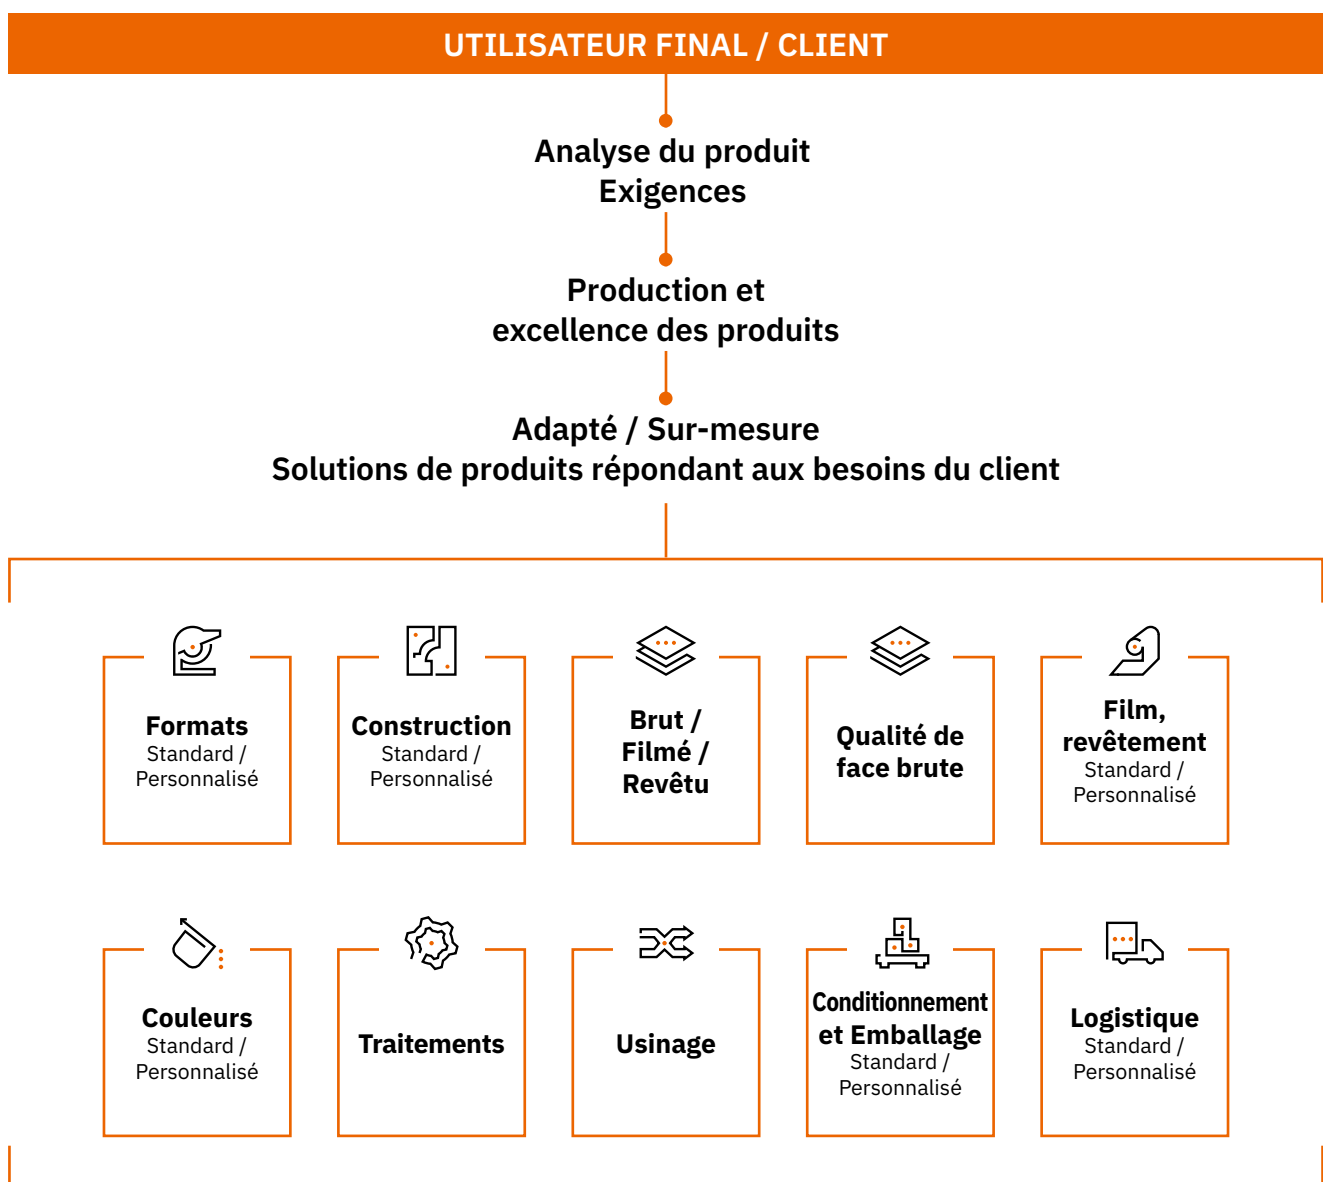 UTILISATEUR FINAL / CLIENT
Analyse du produit
Exigences
Production et
excellence des produits
Adapté / Sur-mesure
Solutions de produits répondant aux besoins du client
Formats
Standard /
Personnalisé
Construction
Standard /
Personnalisé
Brut /
Filmé /
Revêtu
Qualité de
face brute
Film,
revêtement
Standard /
Personnalisé
Couleurs
Standard /
Personnalisé
Traitements
Usinage
Conditionnement
et Emballage
Standard /
Personnalisé
Logistique
Standard /
Personnalisé